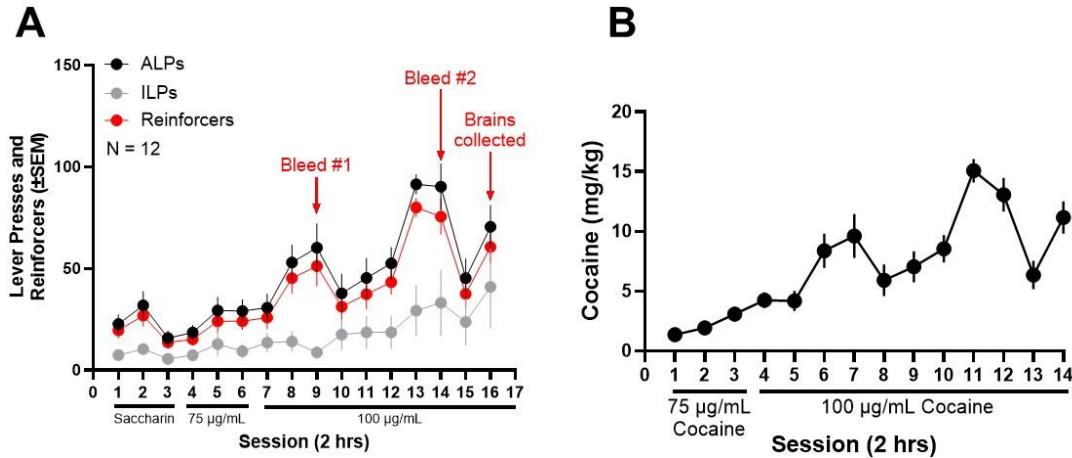 A
Lever Presses and
Reinforcers (±SEM)
150
100
50
0
ALPs
ILPs
Reinforcers
N = 12
Bleed #1
Bleed #2
Brains
collected
0 1 2 3 4 5 6 7 8 9 10 11 12 13 14 15 16 17
Saccharin 75 µg/mL 100 µg/mL
Session (2 hrs)
B
Cocaine (mg/kg)
20
15
10
5
0
0 1 2 3 4 5 6 7 8 9 10 11 12 13 14
75 µg/mL
Cocaine
100 µg/mL Cocaine
Session (2 hrs)